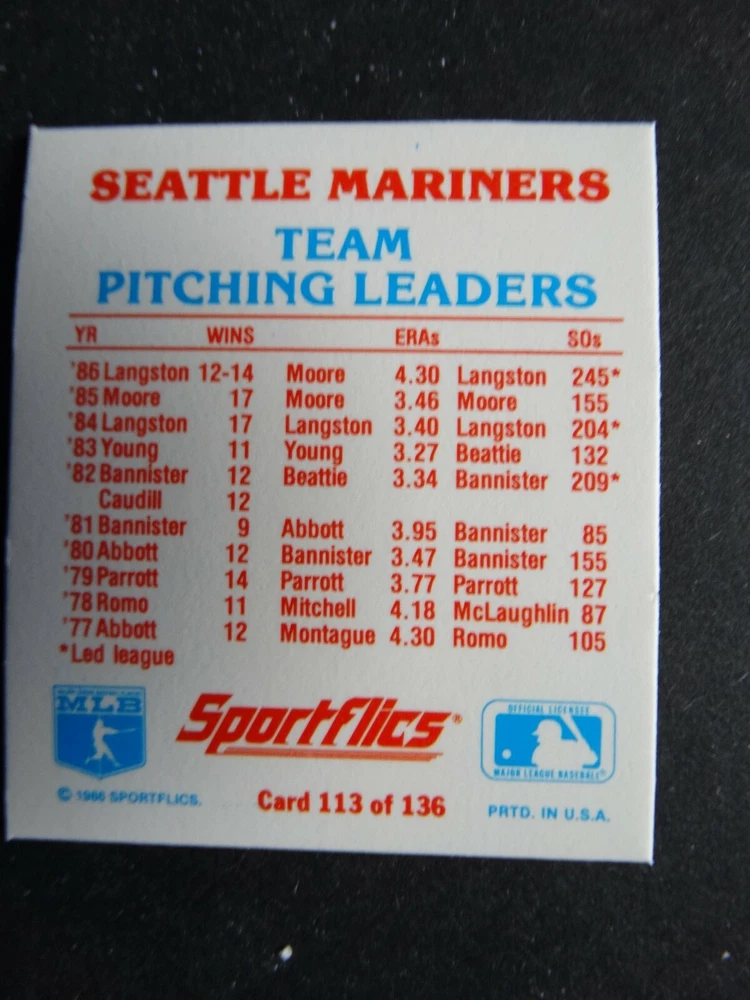 SEATTLE MARINERS
TEAM
PITCHING LEADERS
YR WINS ERAs SOs
'86 Langston 12-14 Moore 4.30 Langston 245*
'85 Moore 17 Moore 3.46 Moore 155
'84 Langston 17 Langston 3.40 Langston 204*
'83 Young 11 Young 3.27 Beattie 132
'82 Bannister 12 Beattie 3.34 Bannister 209*
Caudill 12
'81 Bannister 9 Abbott 3.95 Bannister 85
'80 Abbott 12 Bannister 3.47 Bannister 155
'79 Parrott 14 Parrott 3.77 Parrott 127
'78 Romo 11 Mitchell 4.18 McLaughlin 87
'77 Abbott 12 Montague 4.30 Romo 105
*Led league
MLB
Sportflics®
OFFICIAL LICENSEE
MAJOR LEAGUE BASEBALL®
© 1986 SPORTFLICS.
Card 113 of 136
PRTD. IN U.S.A.